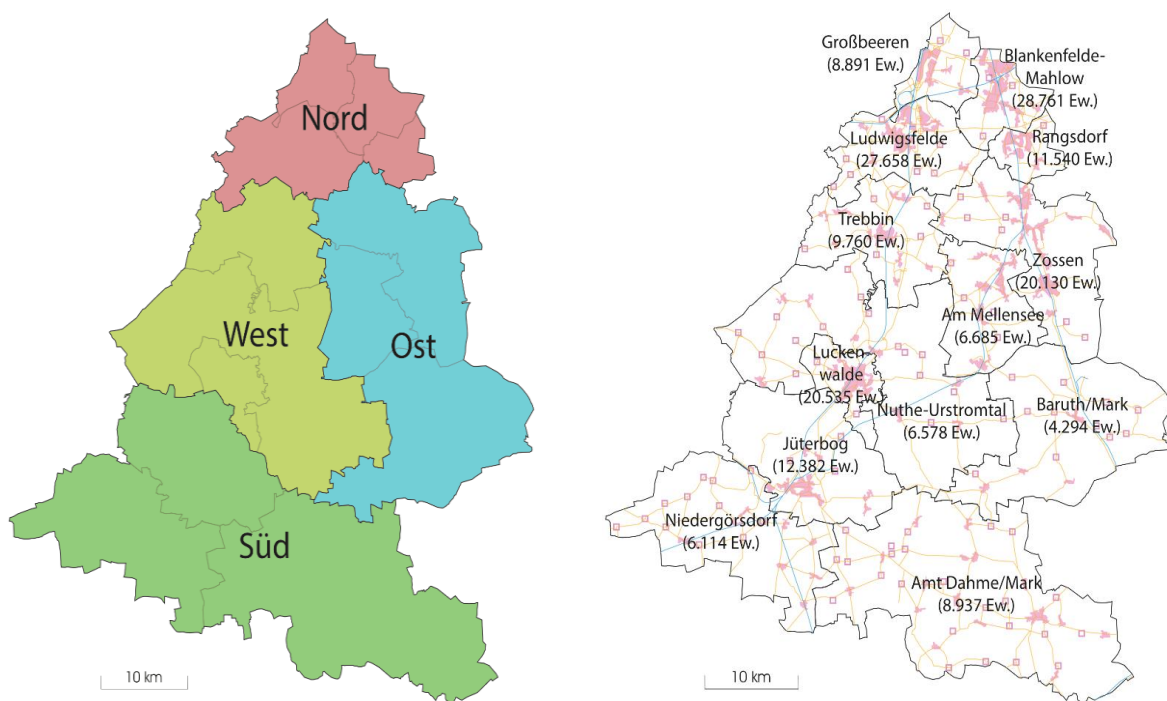 Nord
West
Ost
Süd
10 km
Großbeeren
(8.891 Ew.)
Blankenfelde-
Mahlow
(28.761 Ew.)
Ludwigsfelde
(27.658 Ew.)
Rangsdorf
(11.540 Ew.)
Trebbin
(9.760 Ew.)
Zossen
(20.130 Ew.)
Am Mellensee
(6.685 Ew.)
Lucken-
walde
(20.535 Ew.)
Nuthe-Urstromtal
(6.578 Ew.)
Baruth/Mark
(4.294 Ew.)
Jüterbog
(12.382 Ew.)
Niedergörsdorf
(6.114 Ew.)
Amt Dahme/Mark
(8.937 Ew.)
10 km